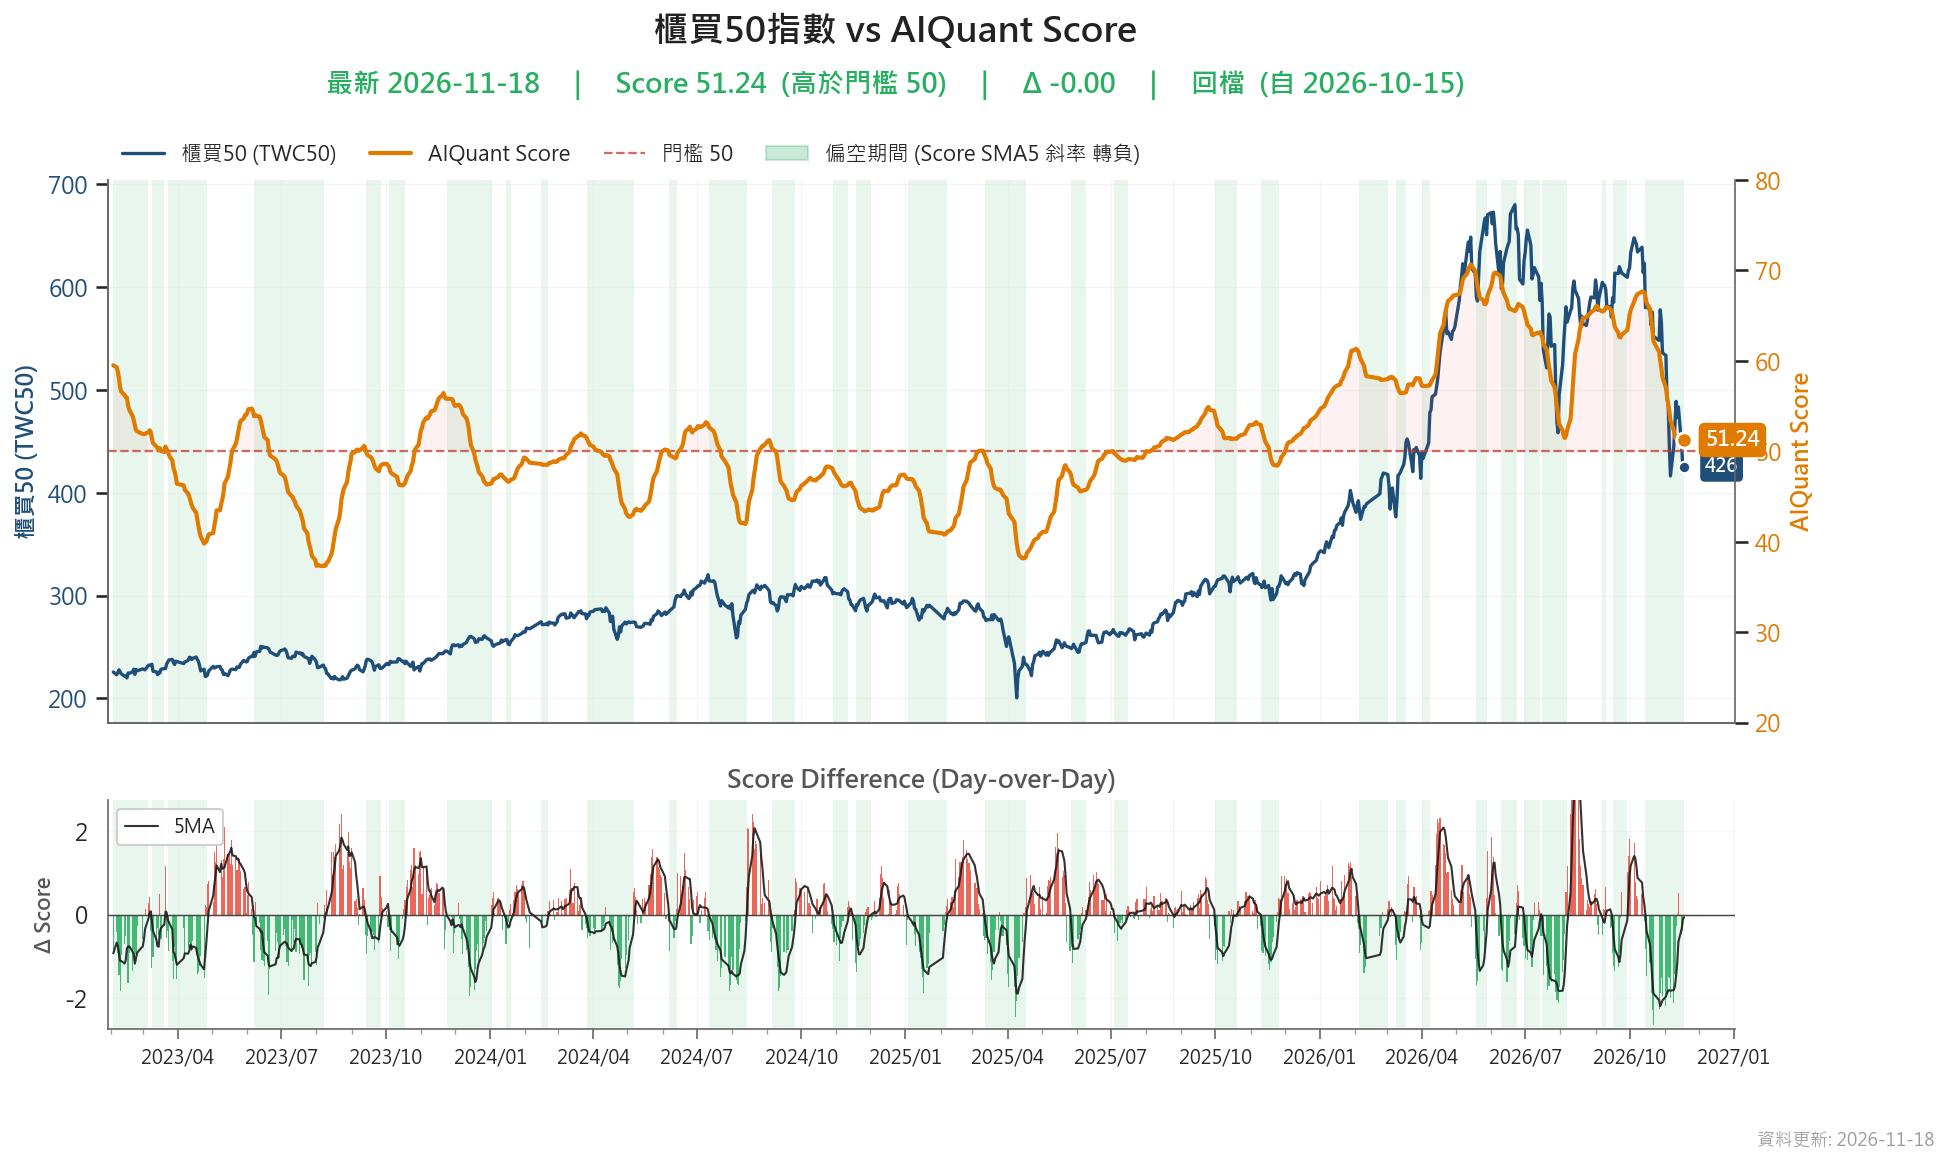 櫃買50指數 vs AIQuant Score
最新 2026-11-18 | Score 51.24 (高於門檻 50) | Δ -0.00 | 回檔 (自 2026-10-15)
櫃買50 (TWC50)
AIQuant Score
門檻 50
偏空期間 (Score SMA5 斜率 轉負)
700
600
500
400
300
200
櫃買50 (TWC50)
80
70
60
50
40
30
20
AIQuant Score
51.24
426
Score Difference (Day-over-Day)
5MA
2
0
-2
Δ Score
2023/04 2023/07 2023/10 2024/01 2024/04 2024/07 2024/10 2025/01 2025/04 2025/07 2025/10 2026/01 2026/04 2026/07 2026/10 2027/01
資料更新: 2026-11-18